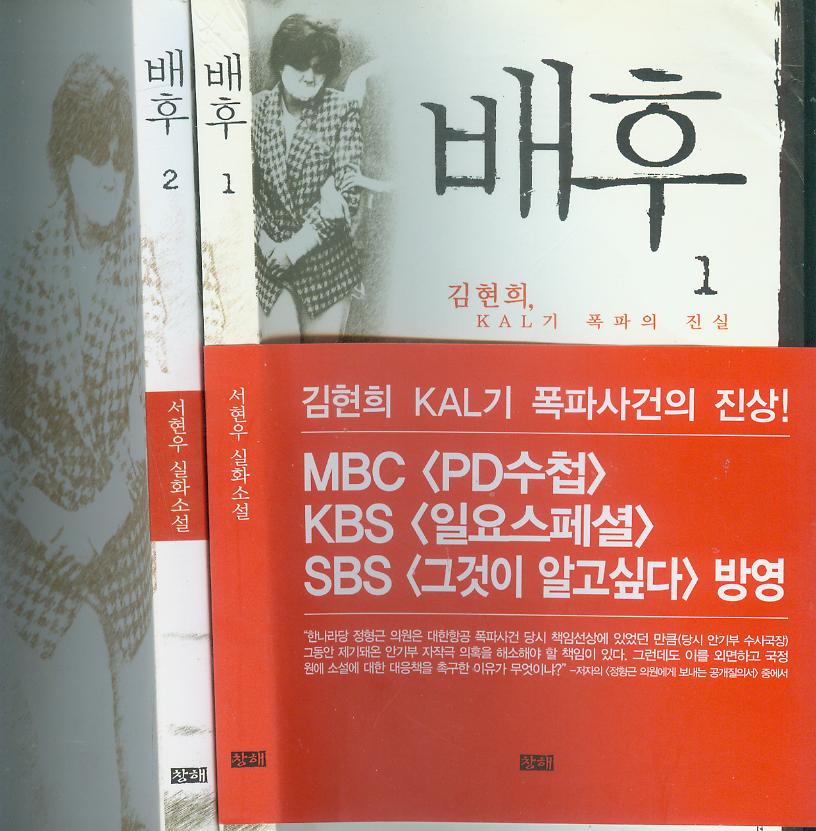 배후
2
서현우 실화소설
창해
배후
1
서현우 실화소설
창해
배후
1
김현희,
KAL기 폭파의 진실
김현희 KAL기 폭파사건의 진상!
MBC 〈PD수첩〉
KBS 〈일요스페셜〉
SBS 〈그것이 알고싶다〉 방영
“한나라당 정형근 의원은 대한항공 폭파사건 당시 책임선상에 있었던 만큼(당시 안기부 수사국장)
그동안 제기돼온 안기부 자작극 의혹을 해소해야 할 책임이 있다. 그런데도 이를 외면하고 국정
원에 소설에 대한 대응책을 촉구한 이유가 무엇이냐?” –저자의 〈정형근 의원에게 보내는 공개질의서〉 중에서
창해